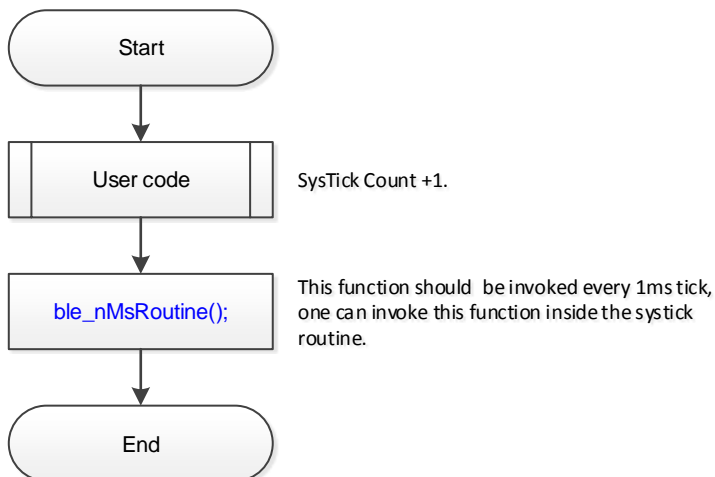 Start
User code
SysTick Count +1.
ble_nMsRoutine();
This function should be invoked every 1ms tick,
one can invoke this function inside the systick
routine.
End